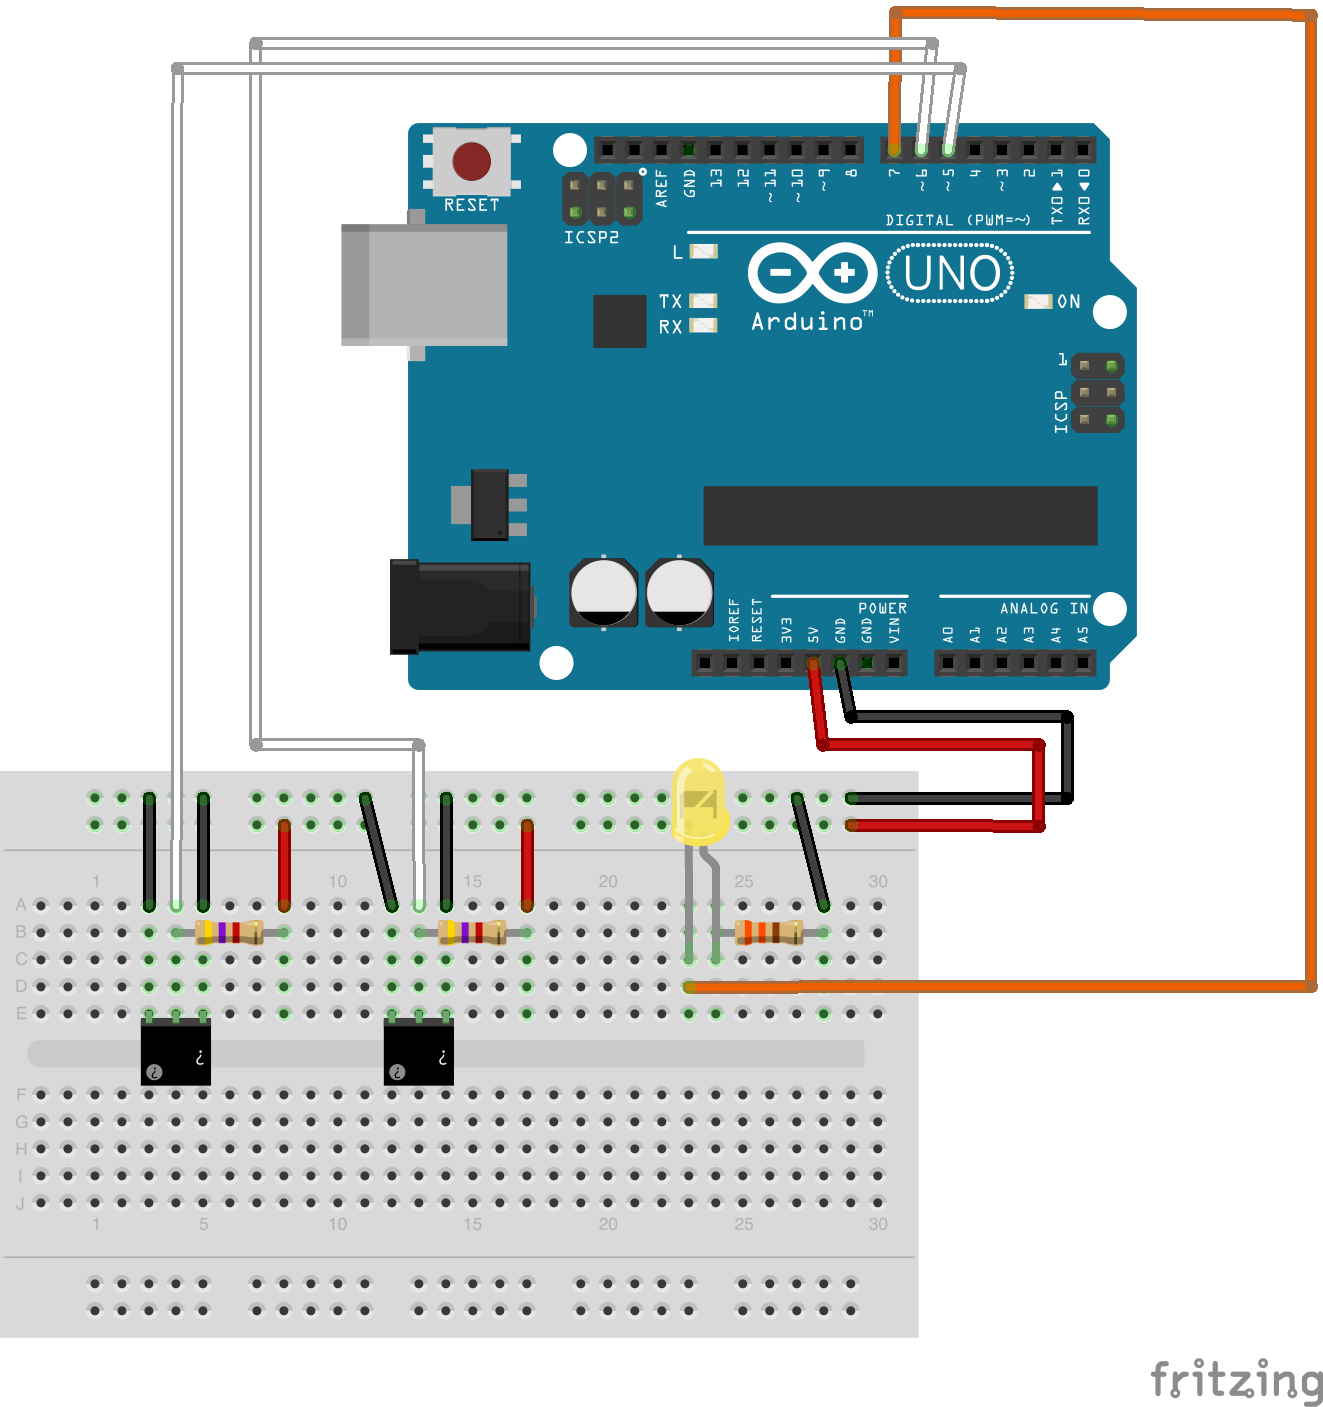 RESET
AREF
GND
13
12
~11
~10
~9
8
7
~6
~5
4
~3
2
TX0 ▶ 1
RX0 ◀ 0
ICSP2
DIGITAL (PWM=~)
L
TX
RX
UNO
Arduino™
ON
1
ICSP
POWER
ANALOG IN
IOREF
RESET
3V3
5V
GND
GND
VIN
A0
A1
A2
A3
A4
A5
1 10 15 20 25 30
A
B
C
D
E
¿ ¿
¿ ¿
F
G
H
I
J
1 5 10 15 20 25 30
fritzing